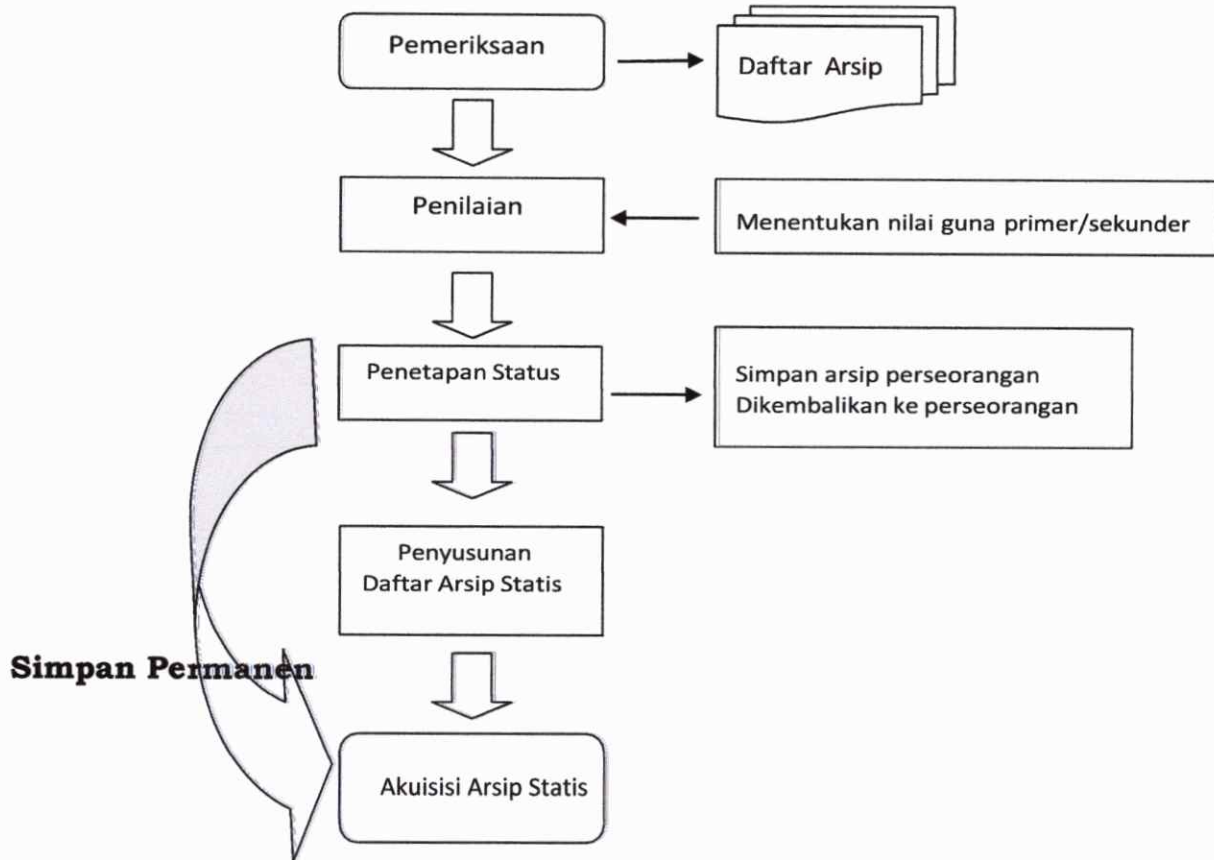 Pemeriksaan
Daftar Arsip
Penilaian
Menentukan nilai guna primer/sekunder
Penetapan Status
Simpan arsip perseorangan
Dikembalikan ke perseorangan
Penyusunan
Daftar Arsip Statis
Simpan Permanen
Akuisisi Arsip Statis